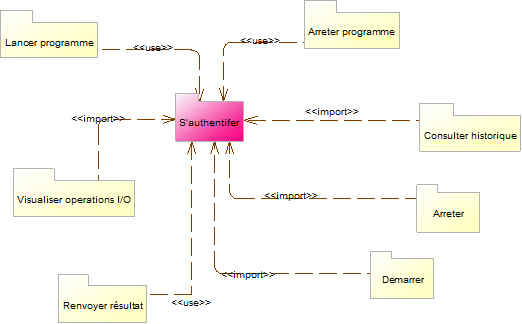 Lancer programme
<<use>>
<<use>>
Arreter programme
<<import>>
S'authentifer
<<import>>
Consulter historique
Visualiser operations I/O
<<import>>
Arreter
<<import>>
Demarrer
Renvoyer résultat
<<use>>